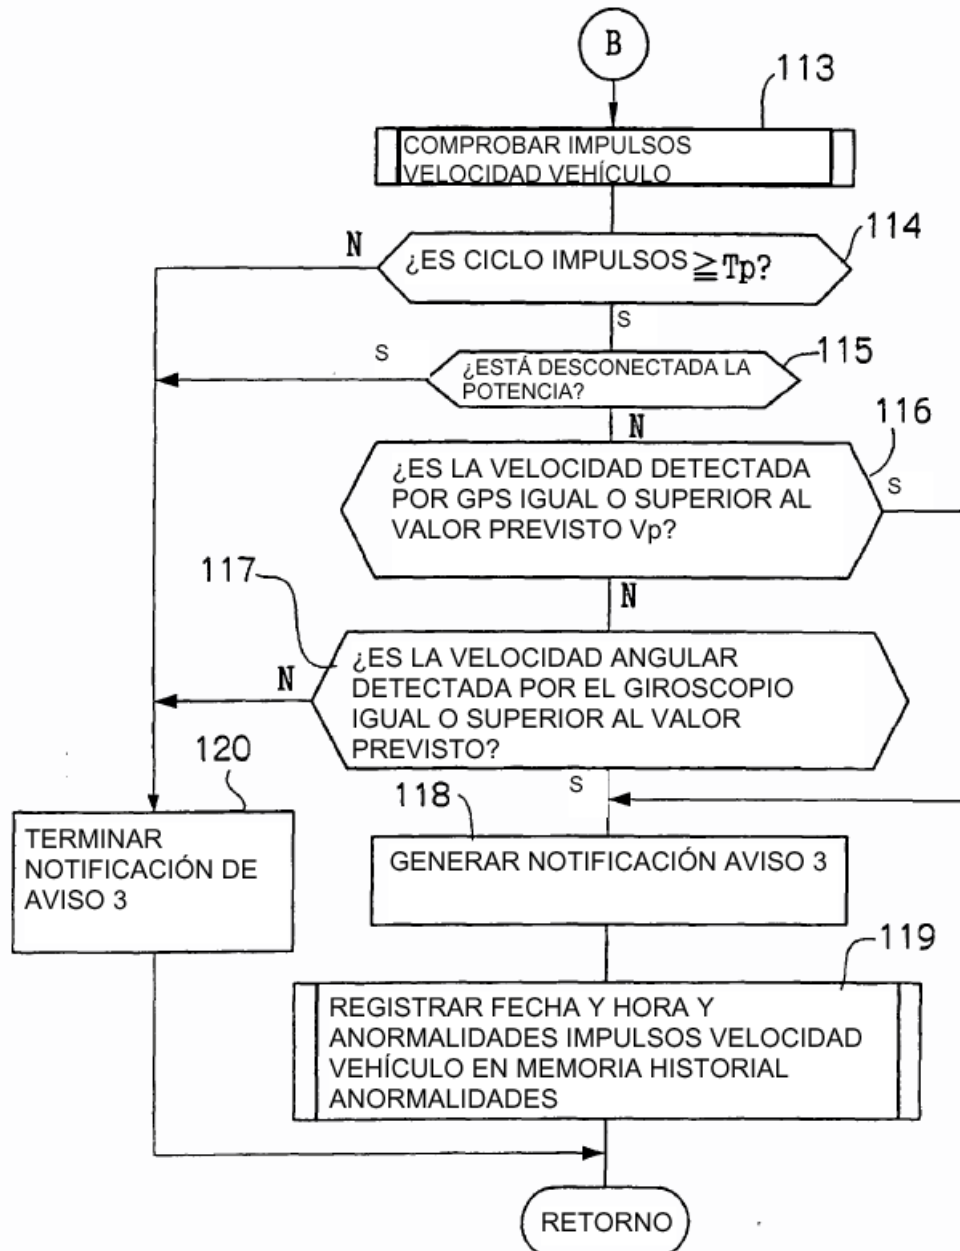 B
113
COMPROBAR IMPULSOS
VELOCIDAD VEHÍCULO
114
N
¿ES CICLO IMPULSOS ≧Tp?
S
115
S
¿ESTÁ DESCONECTADA LA
POTENCIA?
116
N
¿ES LA VELOCIDAD DETECTADA
POR GPS IGUAL O SUPERIOR AL
VALOR PREVISTO Vp?
S
117
N
¿ES LA VELOCIDAD ANGULAR
DETECTADA POR EL GIROSCOPIO
IGUAL O SUPERIOR AL VALOR
PREVISTO?
N
120
S
118
TERMINAR
NOTIFICACIÓN DE
AVISO 3
GENERAR NOTIFICACIÓN AVISO 3
119
REGISTRAR FECHA Y HORA Y
ANORMALIDADES IMPULSOS VELOCIDAD
VEHÍCULO EN MEMORIA HISTORIAL
ANORMALIDADES
RETORNO